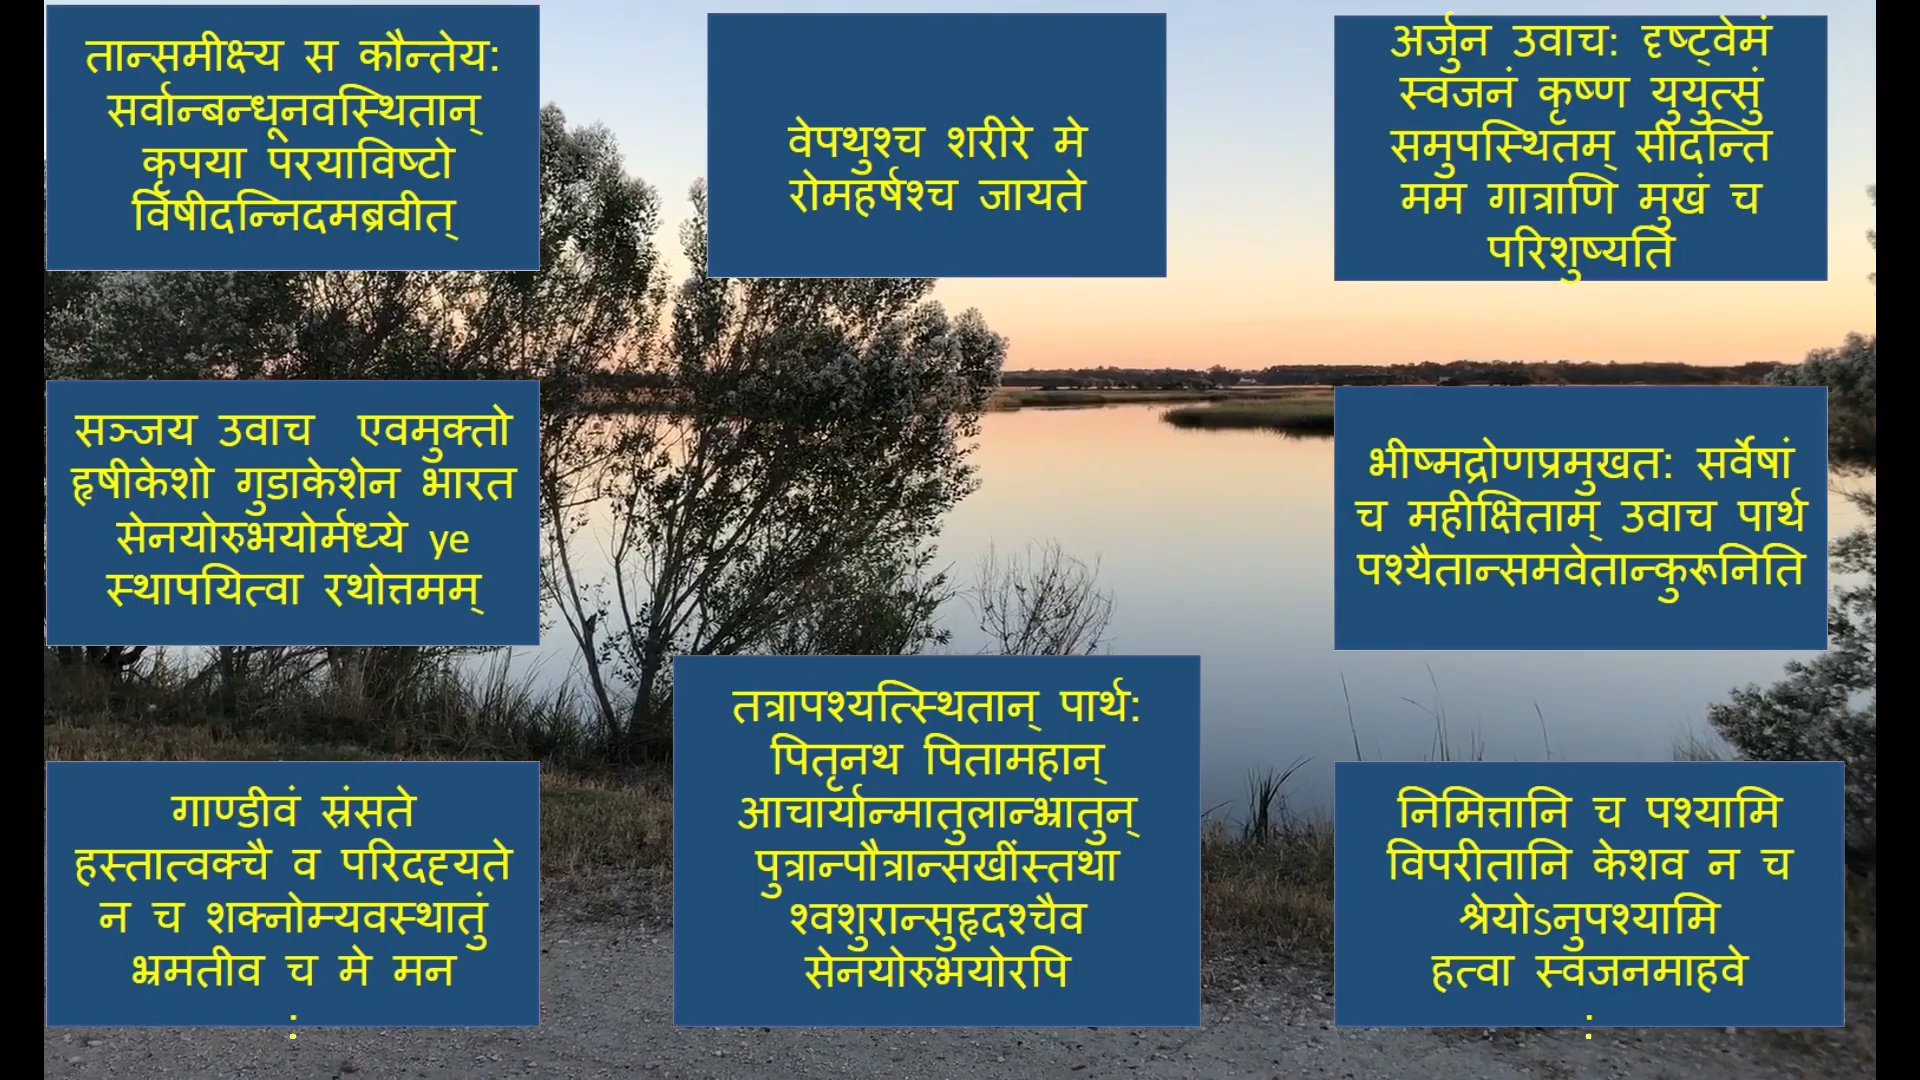 तान्समीक्ष्य स कौन्तेय:
सर्वान्बन्धूनवस्थितान्
कृपया परयाविष्टो
विषीदन्निदमब्रवीत्
वेपथुश्च शरीरे मे
रोमहर्षश्च जायते
अर्जुन उवाच: दृष्ट्वेमं
स्वजनं कृष्ण युयुत्सुं
समुपस्थितम् सीदन्ति
मम गात्राणि मुखं च
परिशुष्यति
सञ्जय उवाच एवमुक्तो
हृषीकेशो गुडाकेशेन भारत
सेनयोरुभयोर्मध्ये ye
स्थापयित्वा रथोत्तमम्
भीष्मद्रोणप्रमुखत: सर्वेषां
च महीक्षिताम् उवाच पार्थ
पश्यैतान्समवेतान्कुरूनिति
गाण्डीवं स्रंसते
हस्तात्वक्चै व परिदह्यते
न च शक्नोम्यवस्थातुं
भ्रमतीव च मे मन
:
तत्रापश्यत्स्थितान् पार्थ:
पितृनथ पितामहान्
आचार्यान्मातुलान्भ्रातुन्
पुत्रान्पौत्रान्सखींस्तथा
श्वशुरान्सुहृदश्चैव
सेनयोरुभयोरपि
निमित्तानि च पश्यामि
विपरीतानि केशव न च
श्रेयोऽनुपश्यामि
हत्वा स्वजनमाहवे
: